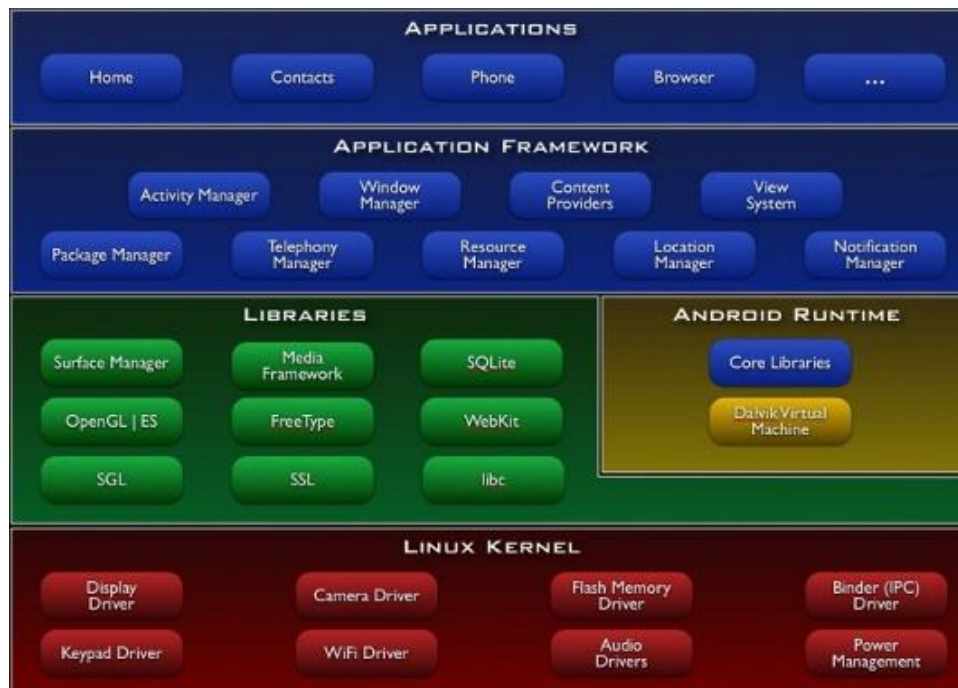 APPLICATIONS
Home
Contacts
Phone
Browser
...
APPLICATION FRAMEWORK
Activity Manager
Window
Manager
Content
Providers
View
System
Package Manager
Telephony
Manager
Resource
Manager
Location
Manager
Notification
Manager
LIBRARIES
Surface Manager
Media
Framework
SQLite
OpenGL | ES
FreeType
WebKit
SGL
SSL
libc
ANDROID RUNTIME
Core Libraries
Dalvik Virtual
Machine
LINUX KERNEL
Display
Driver
Camera Driver
Flash Memory
Driver
Binder (IPC)
Driver
Keypad Driver
WiFi Driver
Audio
Drivers
Power
Management